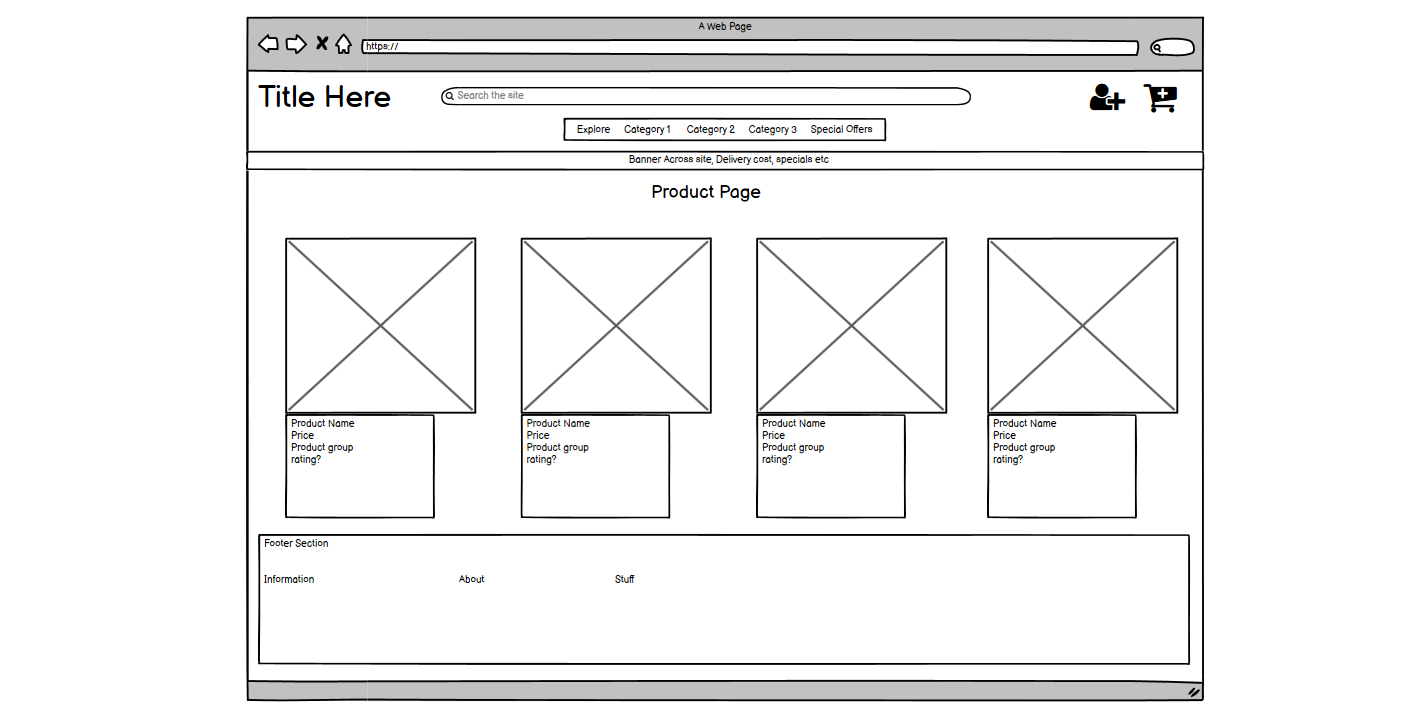 A Web Page
https://
Title Here
Search the site
Explore Category 1 Category 2 Category 3 Special Offers
Banner Across site, Delivery cost, specials etc
Product Page
Product Name
Price
Product group
rating?
Product Name
Price
Product group
rating?
Product Name
Price
Product group
rating?
Product Name
Price
Product group
rating?
Footer Section
Information About Stuff